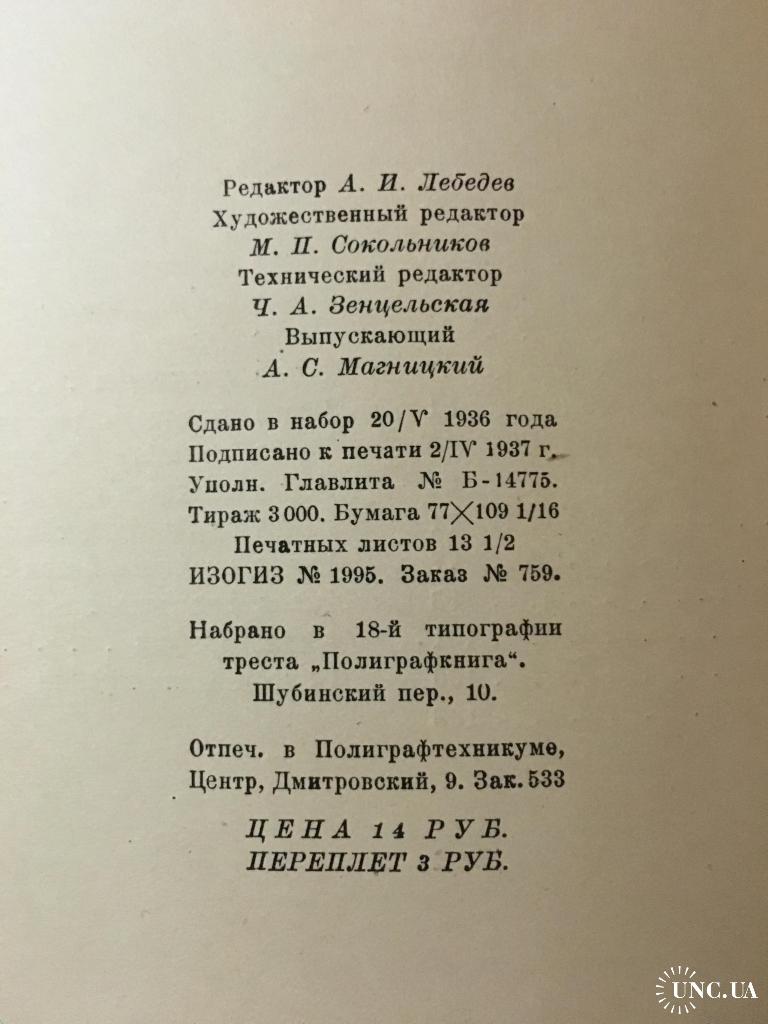 Редактор А. И. Лебедев
Художественный редактор
М. П. Сокольников
Технический редактор
Ч. А. Зенцельская
Выпускающий
А. С. Магницкий
Сдано в набор 20/V 1936 года
Подписано к печати 2/IV 1937 г.
Уполн. Главлита № Б-14775.
Тираж 3 000. Бумага 77×109 1/16
Печатных листов 13 1/2
ИЗОГИЗ № 1995. Заказ № 759.
Набрано в 18-й типографии
треста „Полиграфкнига“.
Шубинский пер., 10.
Отпеч. в Полиграфтехникуме,
Центр, Дмитровский, 9. Зак. 533
ЦЕНА 14 РУБ.
ПЕРЕПЛЕТ 3 РУБ.
UNC.UA